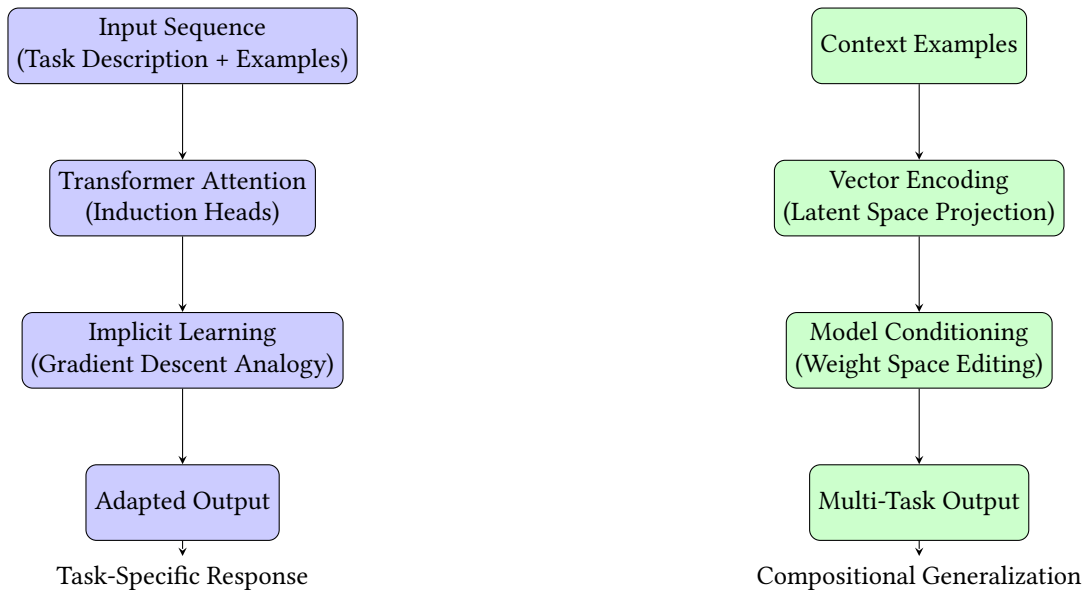 Input Sequence
(Task Description + Examples)
Transformer Attention
(Induction Heads)
Implicit Learning
(Gradient Descent Analogy)
Adapted Output
Task-Specific Response
Context Examples
Vector Encoding
(Latent Space Projection)
Model Conditioning
(Weight Space Editing)
Multi-Task Output
Compositional Generalization